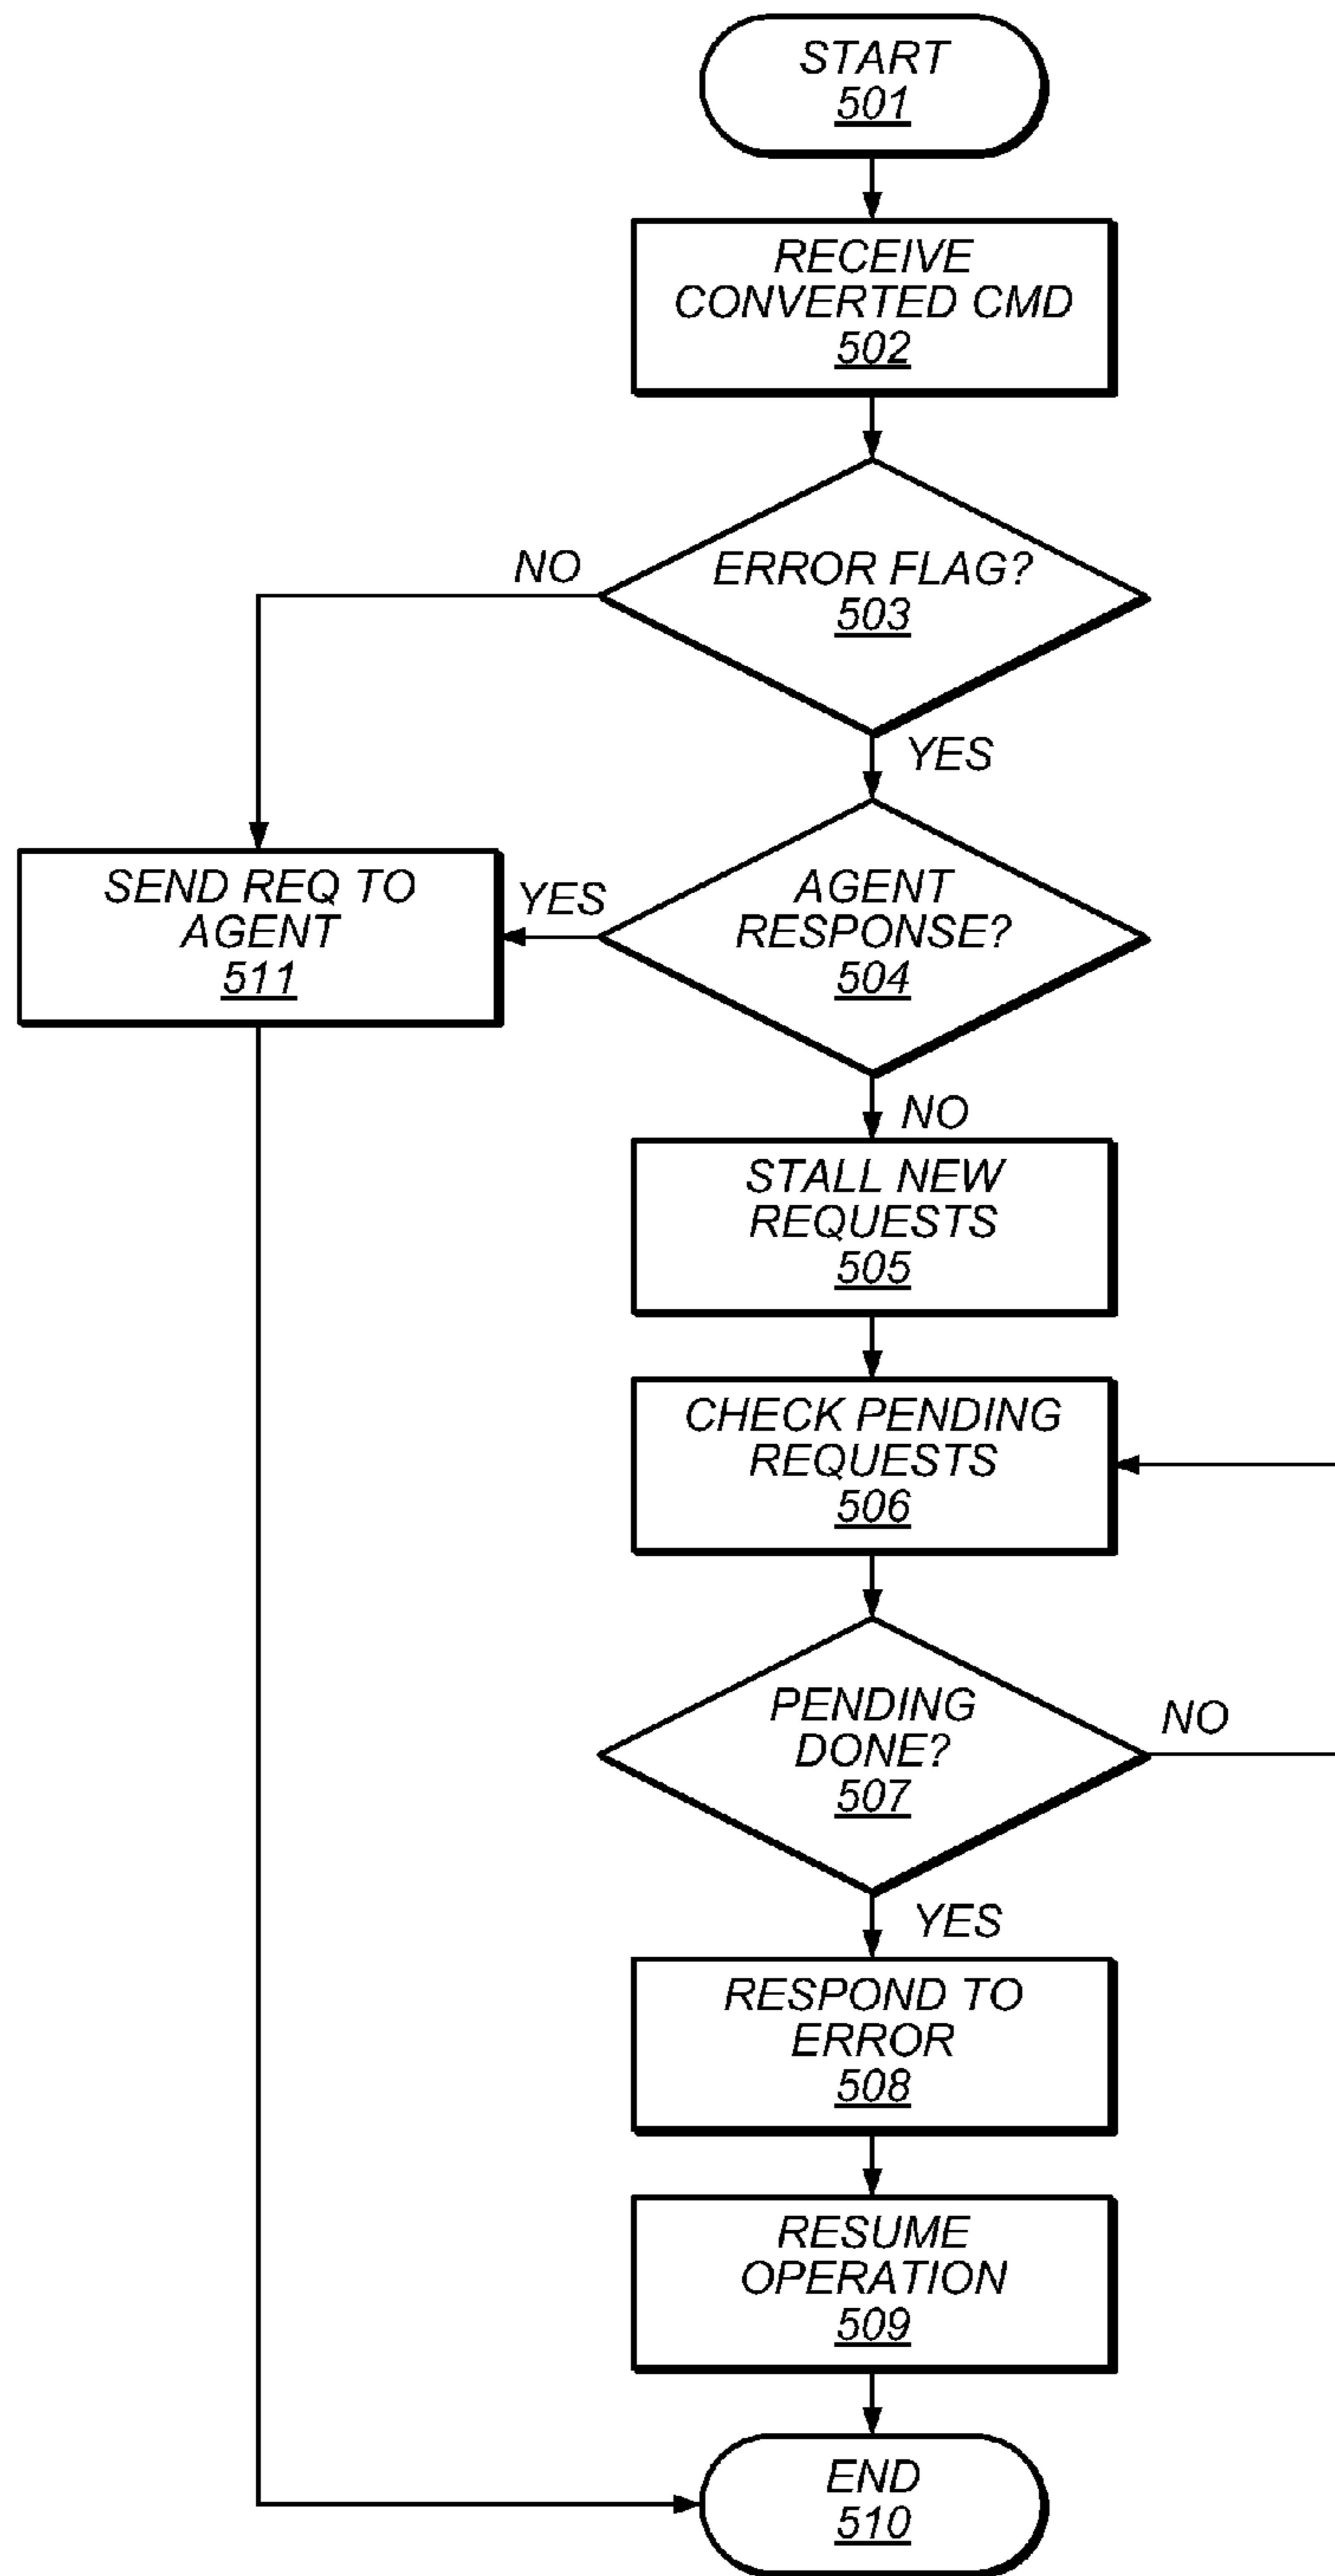 START
501
RECEIVE
CONVERTED CMD
502
NO
ERROR FLAG?
503
YES
SEND REQ TO
AGENT
511
YES
AGENT
RESPONSE?
504
NO
STALL NEW
REQUESTS
505
CHECK PENDING
REQUESTS
506
PENDING
DONE?
507
NO
YES
RESPOND TO
ERROR
508
RESUME
OPERATION
509
END
510